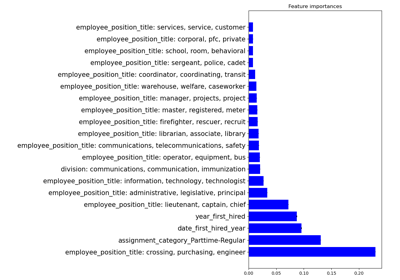 Feature importances
employee_position_title: services, service, customer
employee_position_title: corporal, pfc, private
employee_position_title: school, room, behavioral
employee_position_title: sergeant, police, cadet
employee_position_title: coordinator, coordinating, transit
employee_position_title: warehouse, welfare, caseworker
employee_position_title: manager, projects, project
employee_position_title: master, registered, meter
employee_position_title: firefighter, rescuer, recruit
employee_position_title: librarian, associate, library
employee_position_title: communications, telecommunications, safety
employee_position_title: operator, equipment, bus
division: communications, communication, immunization
employee_position_title: information, technology, technologist
employee_position_title: administrative, legislative, principal
employee_position_title: lieutenant, captain, chief
year_first_hired
date_first_hired_year
assignment_category_Parttime-Regular
employee_position_title: crossing, purchasing, engineer
0.00 0.05 0.10 0.15 0.20